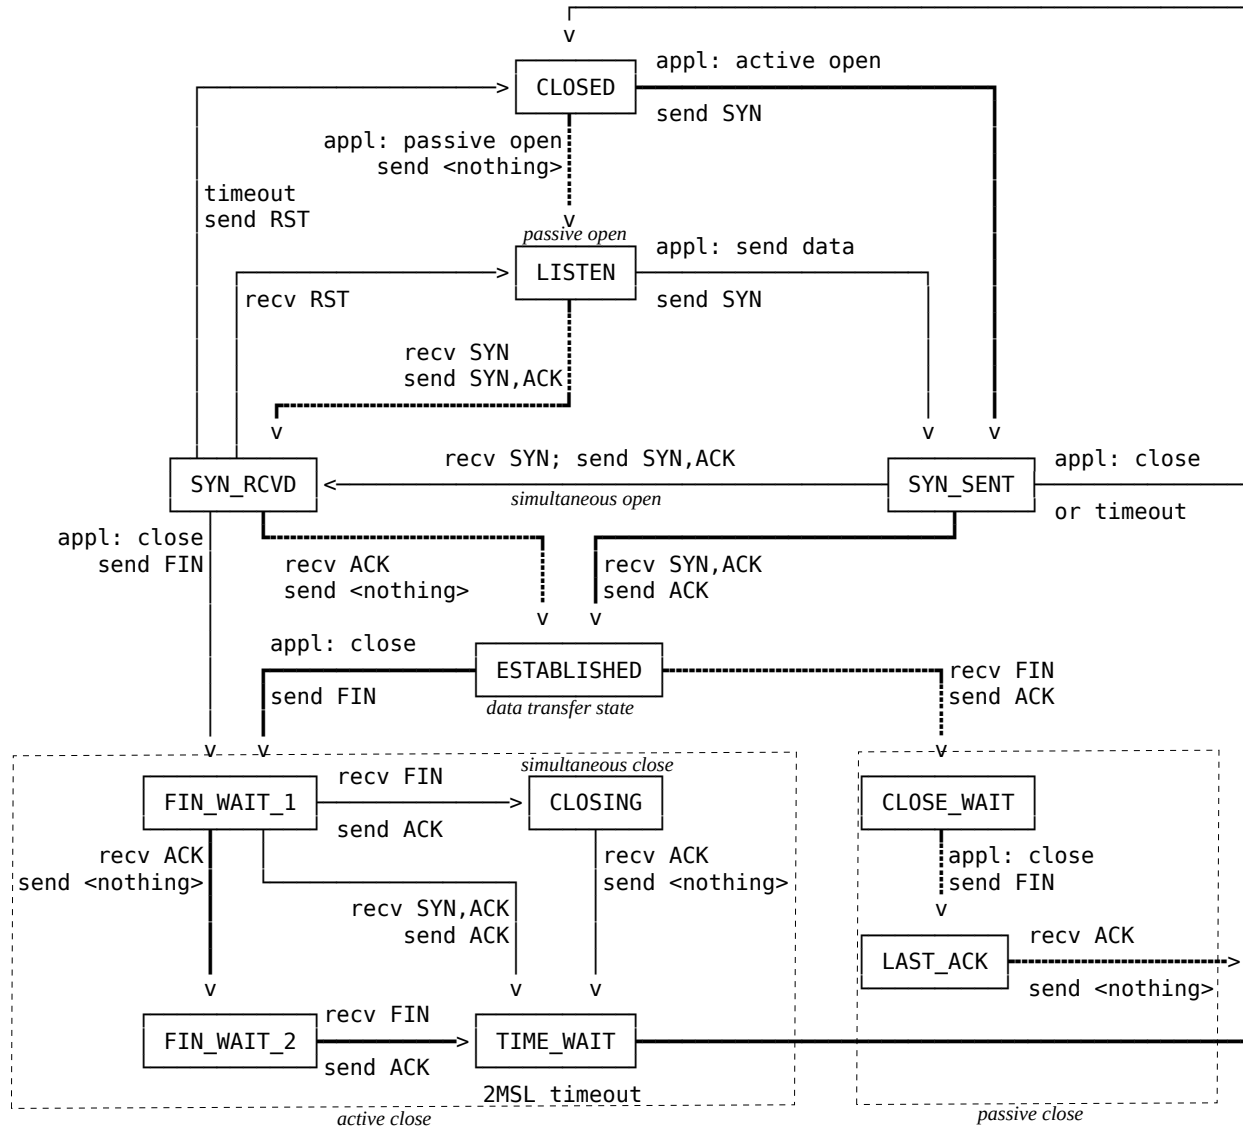 appl: active open
CLOSED
send SYN
appl: passive open
send <nothing>
timeout
send RST
passive open
appl: send data
LISTEN
recv RST
send SYN
recv SYN
send SYN,ACK
recv SYN; send SYN,ACK
appl: close
SYN_RCVD
SYN_SENT
simultaneous open
or timeout
appl: close
send FIN
recv ACK
send <nothing>
recv SYN,ACK
send ACK
appl: close
ESTABLISHED
recv FIN
send FIN
send ACK
data transfer state
simultaneous close
recv FIN
FIN_WAIT_1
CLOSING
CLOSE_WAIT
send ACK
recv ACK
send <nothing>
recv ACK
send <nothing>
appl: close
send FIN
recv SYN,ACK
send ACK
recv ACK
LAST_ACK
send <nothing>
recv FIN
FIN_WAIT_2
TIME_WAIT
send ACK
2MSL timeout
active close
passive close